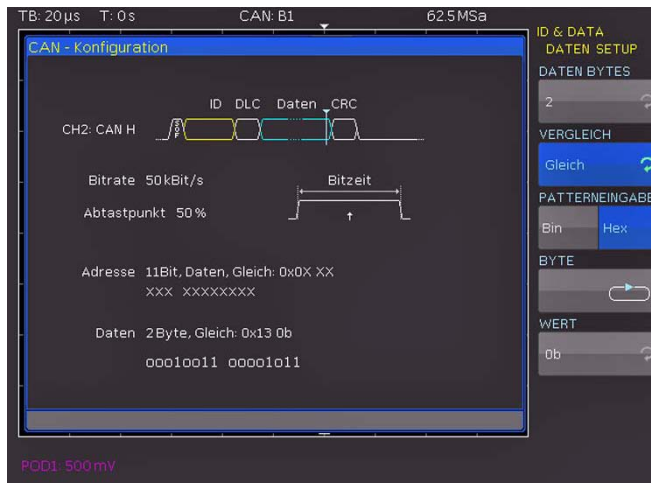 TB: 20µs T: 0s CAN: B1 62.5MSa
ID & DATA
DATEN SETUP
CAN - Konfiguration
DATEN BYTES
2
ID DLC Daten CRC
SOF
CH2: CAN H
VERGLEICH
Gleich
Bitrate 50kBit/s
Bitzeit
PATTERNEINGABE
Abtastpunkt 50%
Bin Hex
BYTE
Adresse 11Bit, Daten, Gleich: 0x0X XX
XXX XXXXXXXX
WERT
Daten 2Byte, Gleich: 0x13 0b
0b
00010011 00001011
POD1: 500mV